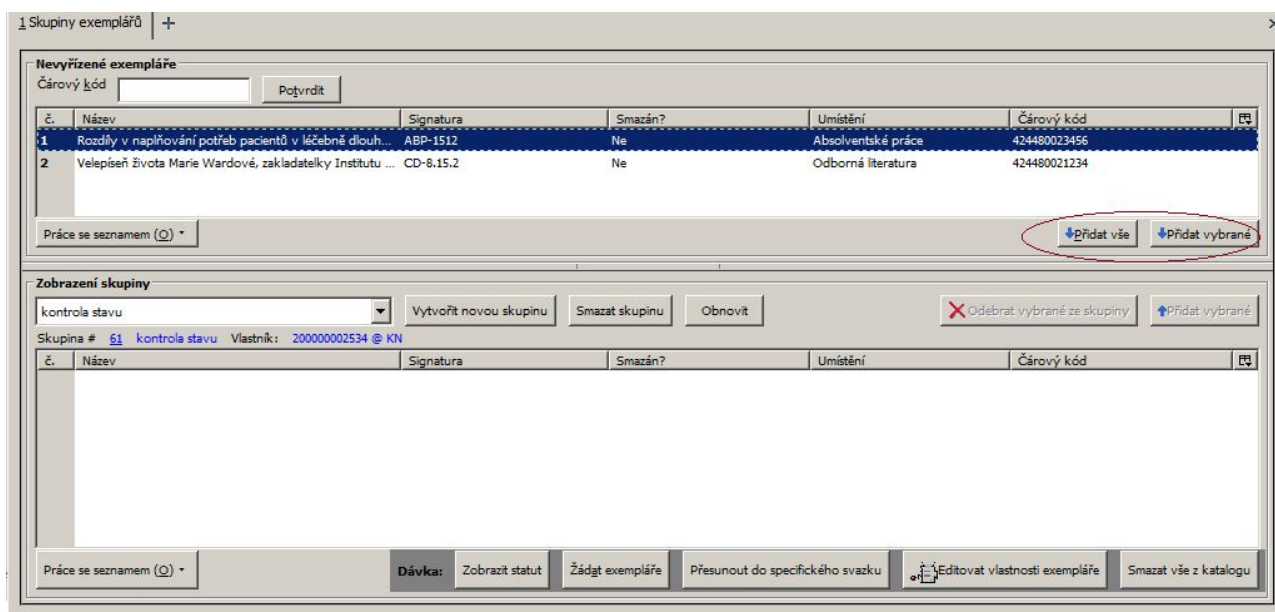 1 Skupiny exemplářů +
Nevyřízené exempláře
Čárový kód Potvrdit
č. Název Signatura Smazán? Umístění Čárový kód
1 Rozdíly v naplňování potřeb pacientů v léčebně dlouh... ABP-1512 Ne Absolventské práce 424480023456
2 Velepíseň života Marie Wardové, zakladatelky Institutu ... CD-8.15.2 Ne Odborná literatura 424480021234
Práce se seznamem (O) Přidat vše Přidat vybrané
Zobrazení skupiny
kontrola stavu Vytvořit novou skupinu Smazat skupinu Obnovit Odebrat vybrané ze skupiny Přidat vybrané
Skupina # 61 kontrola stavu Vlastník: 200000002534 @ KN
č. Název Signatura Smazán? Umístění Čárový kód
Práce se seznamem (O) Dávka: Zobrazit statut Žádat exempláře Přesunout do specifického svazku Editovat vlastnosti exempláře Smazat vše z katalogu